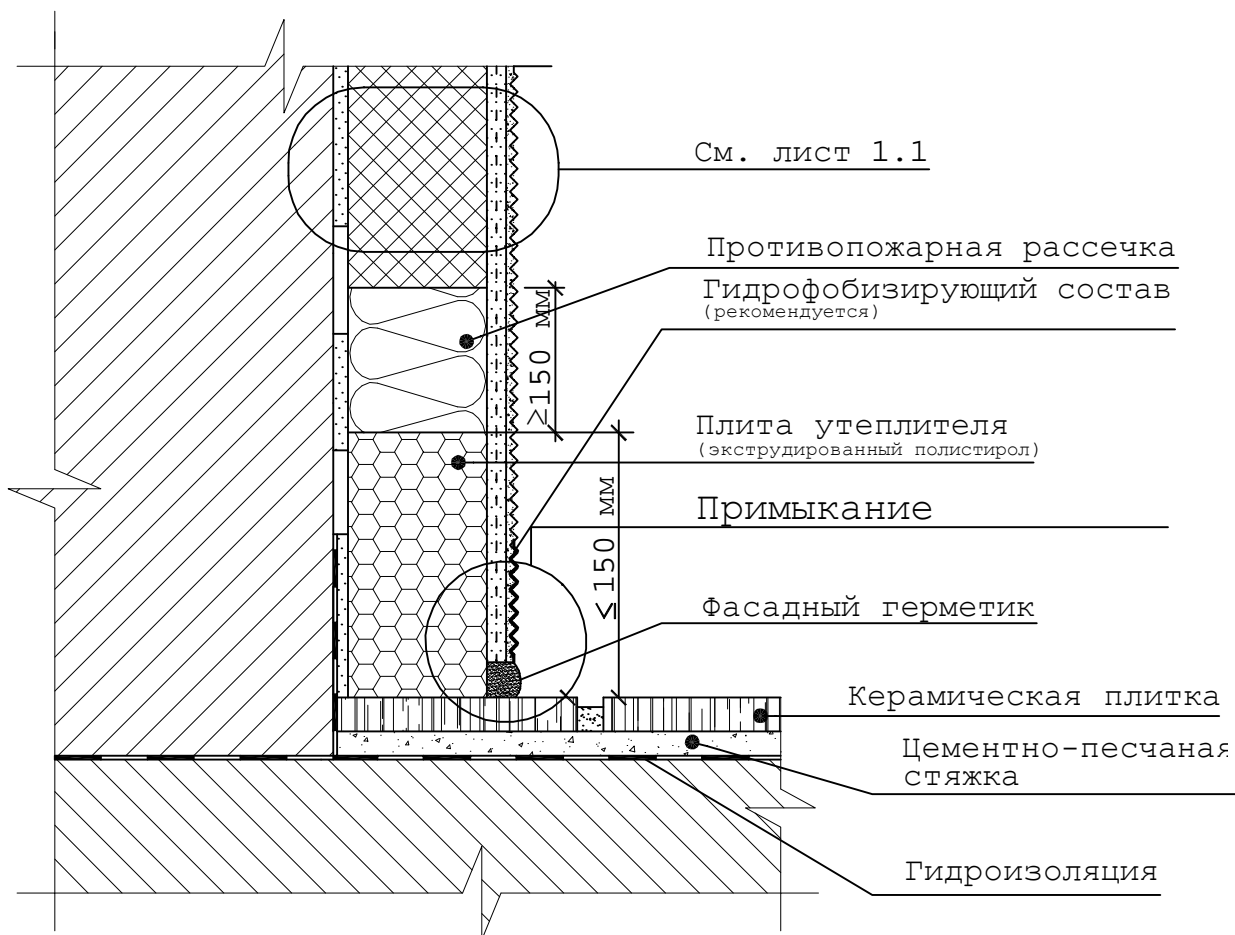 См. лист 1.1
Противопожарная рассечка
Гидрофобизирующий состав
(рекомендуется)
≥150 мм
Плита утеплителя
(экструдированный полистирол)
Примыкание
≤150 мм
Фасадный герметик
Керамическая плитка
Цементно-песчаная
стяжка
Гидроизоляция